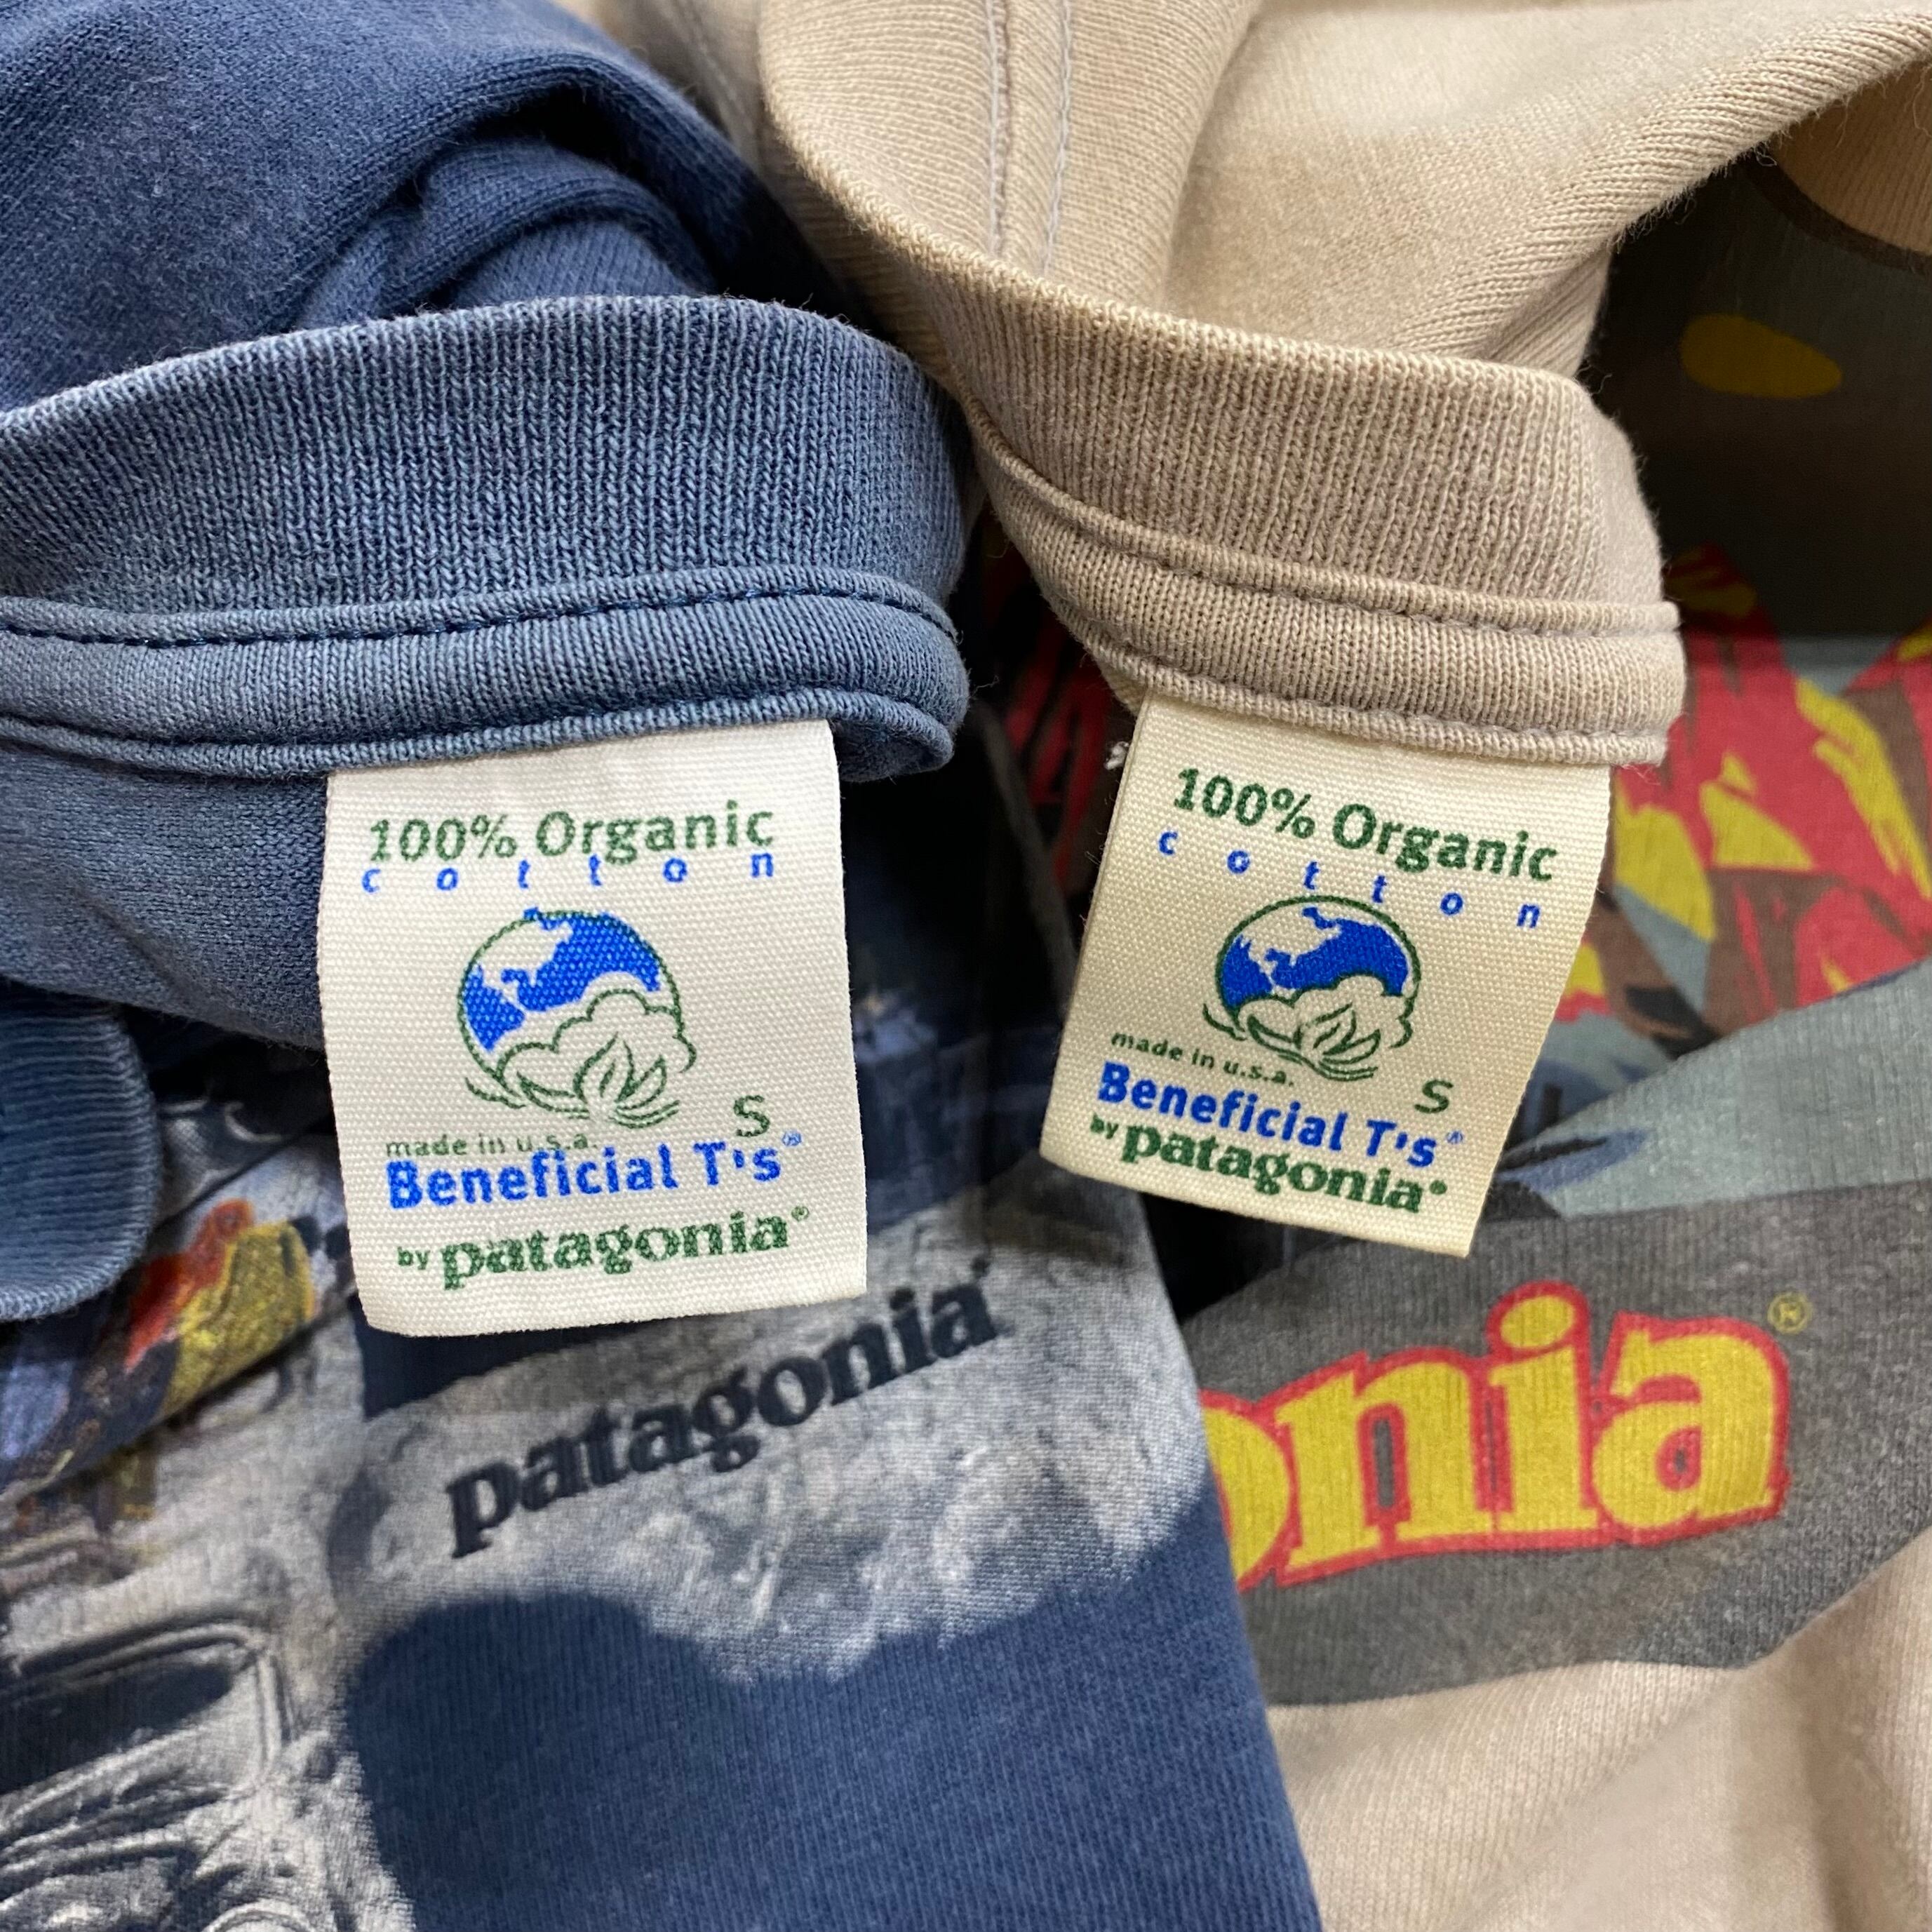 100% Organic
cotton
S
made in u.s.a.
Beneficial T's®
by patagonia®
100% Organic
cotton
made in u.s.a.
S
Beneficial T's®
by patagonia®
patagonia
onia®